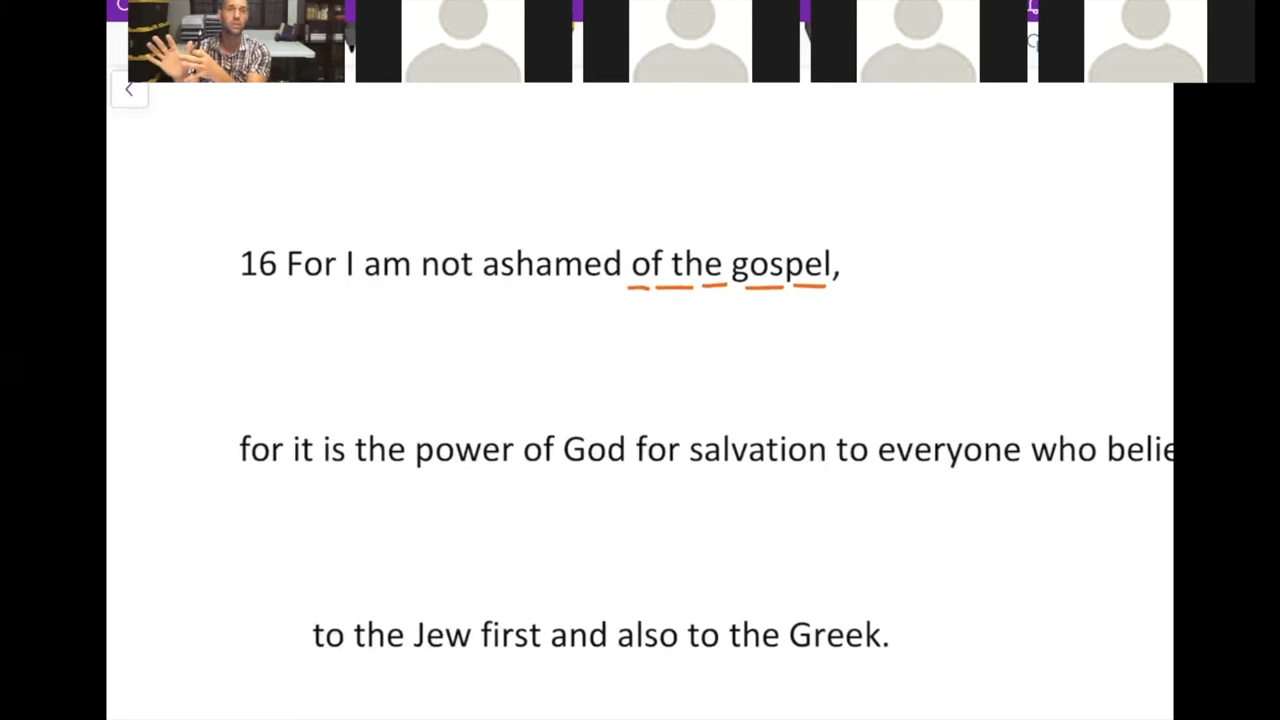 16 For I am not ashamed of the gospel,
for it is the power of God for salvation to everyone who belie
to the Jew first and also to the Greek.